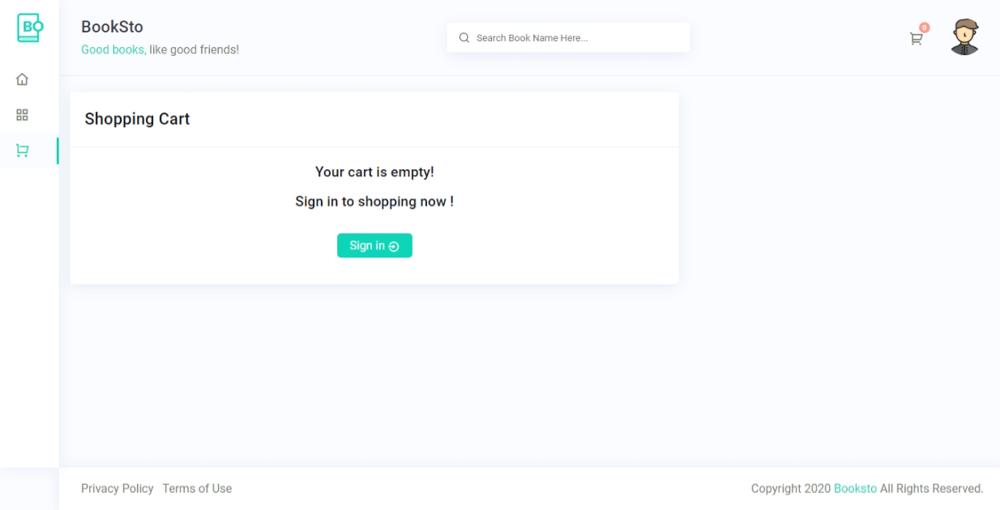 BO
BookSto
Good books, like good friends!
Search Book Name Here...
0
Shopping Cart
Your cart is empty!
Sign in to shopping now !
Sign in
Privacy Policy Terms of Use
Copyright 2020 Booksto All Rights Reserved.